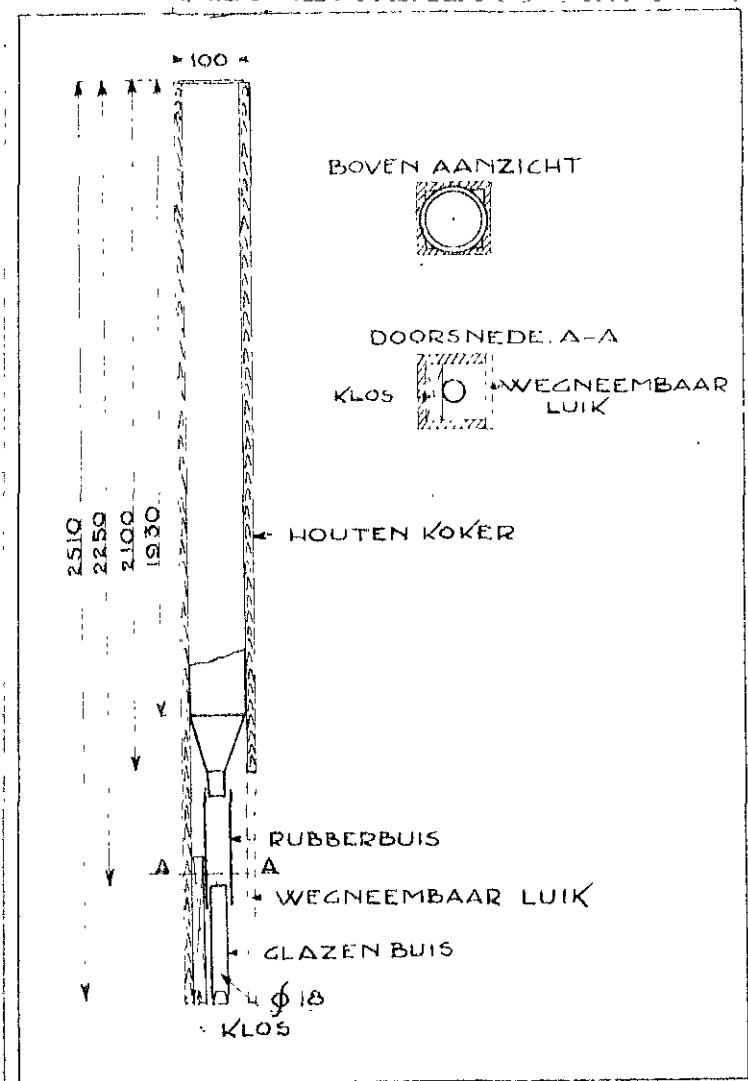 100
BOVEN AANZICHT
DOORSNEDE. A-A
KLOS
WEGNEEMBAAR
LUIK
2510
2250
2100
1930
HOUTEN KOKER
RUBBERBUIS
A
A
WEGNEEMBAAR LUIK
GLAZEN BUIS
φ 18
KLOS